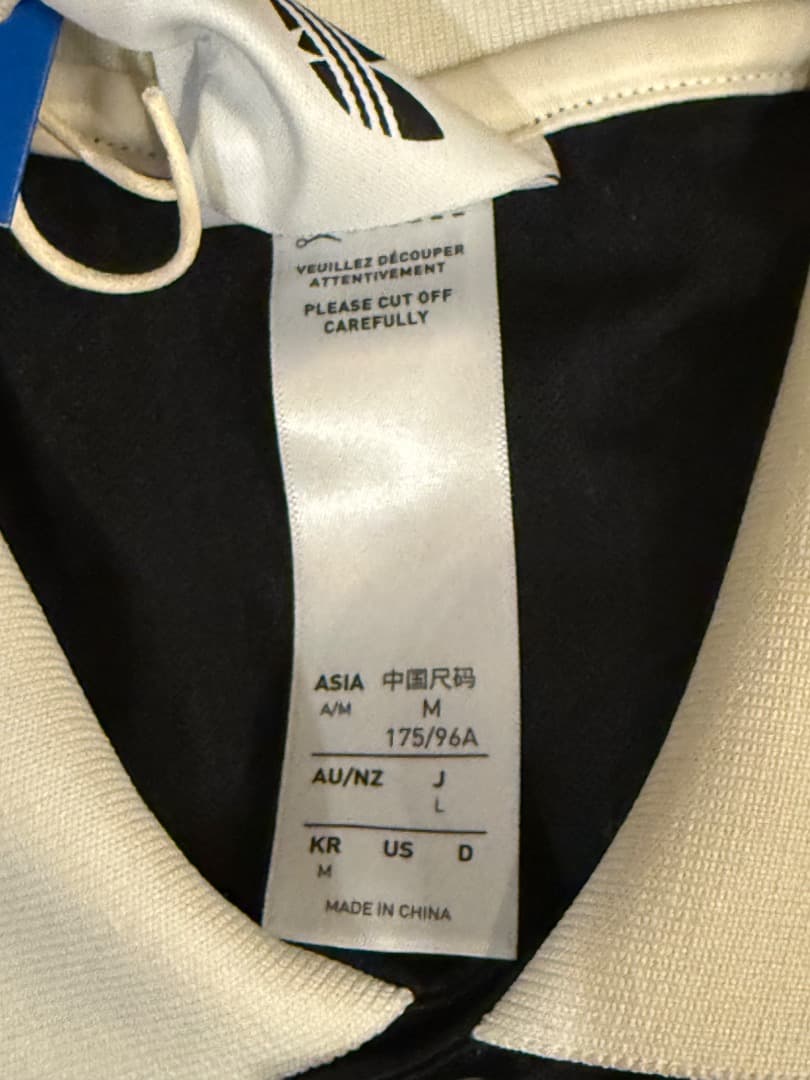 VEUILLEZ DÉCOUPER
ATTENTIVEMENT
PLEASE CUT OFF
CAREFULLY
ASIA 中国尺码
A/M M
175/96A
AU/NZ J
L
KR US D
M
MADE IN CHINA